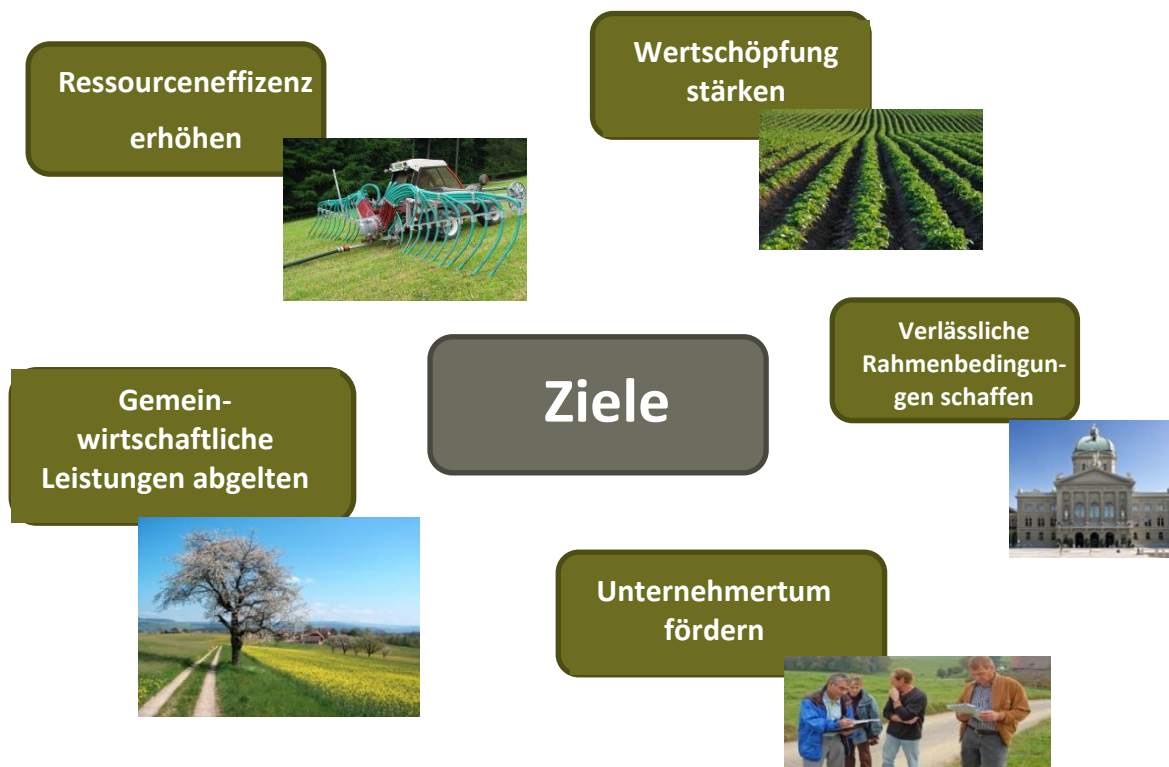 Ressourceneffizenz
erhöhen
Wertschöpfung
stärken
Verlässliche
Rahmenbedingun-
gen schaffen
Ziele
Gemein-
wirtschaftliche
Leistungen abgelten
Unternehmertum
fördern